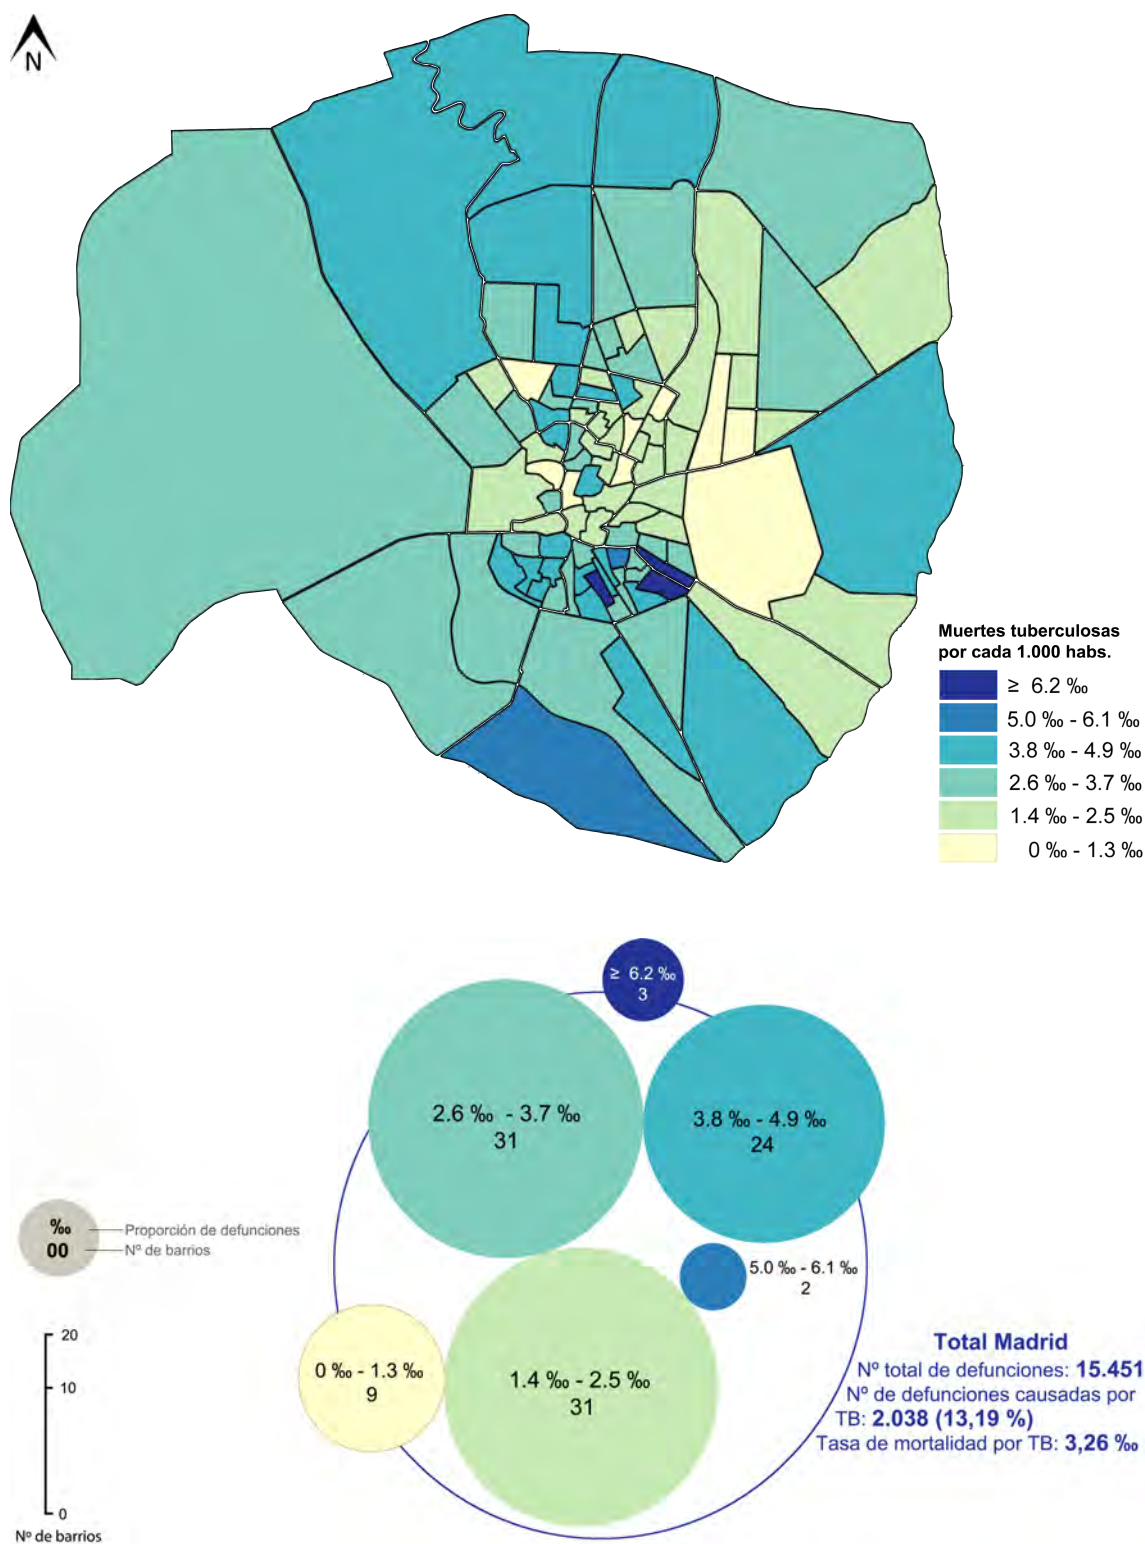 N
Muertes tuberculosas
por cada 1.000 habs.
≥ 6.2 ‰
5.0 ‰ - 6.1 ‰
3.8 ‰ - 4.9 ‰
2.6 ‰ - 3.7 ‰
1.4 ‰ - 2.5 ‰
0 ‰ - 1.3 ‰
≥ 6.2 ‰
3
2.6 ‰ - 3.7 ‰
31
3.8 ‰ - 4.9 ‰
24
‰
00
Proporción de defunciones
Nº de barrios
5.0 ‰ - 6.1 ‰
2
0 ‰ - 1.3 ‰
9
1.4 ‰ - 2.5 ‰
31
20
10
0
Nº de barrios
Total Madrid
Nº total de defunciones: 15.451
Nº de defunciones causadas por
TB: 2.038 (13,19 %)
Tasa de mortalidad por TB: 3,26 ‰